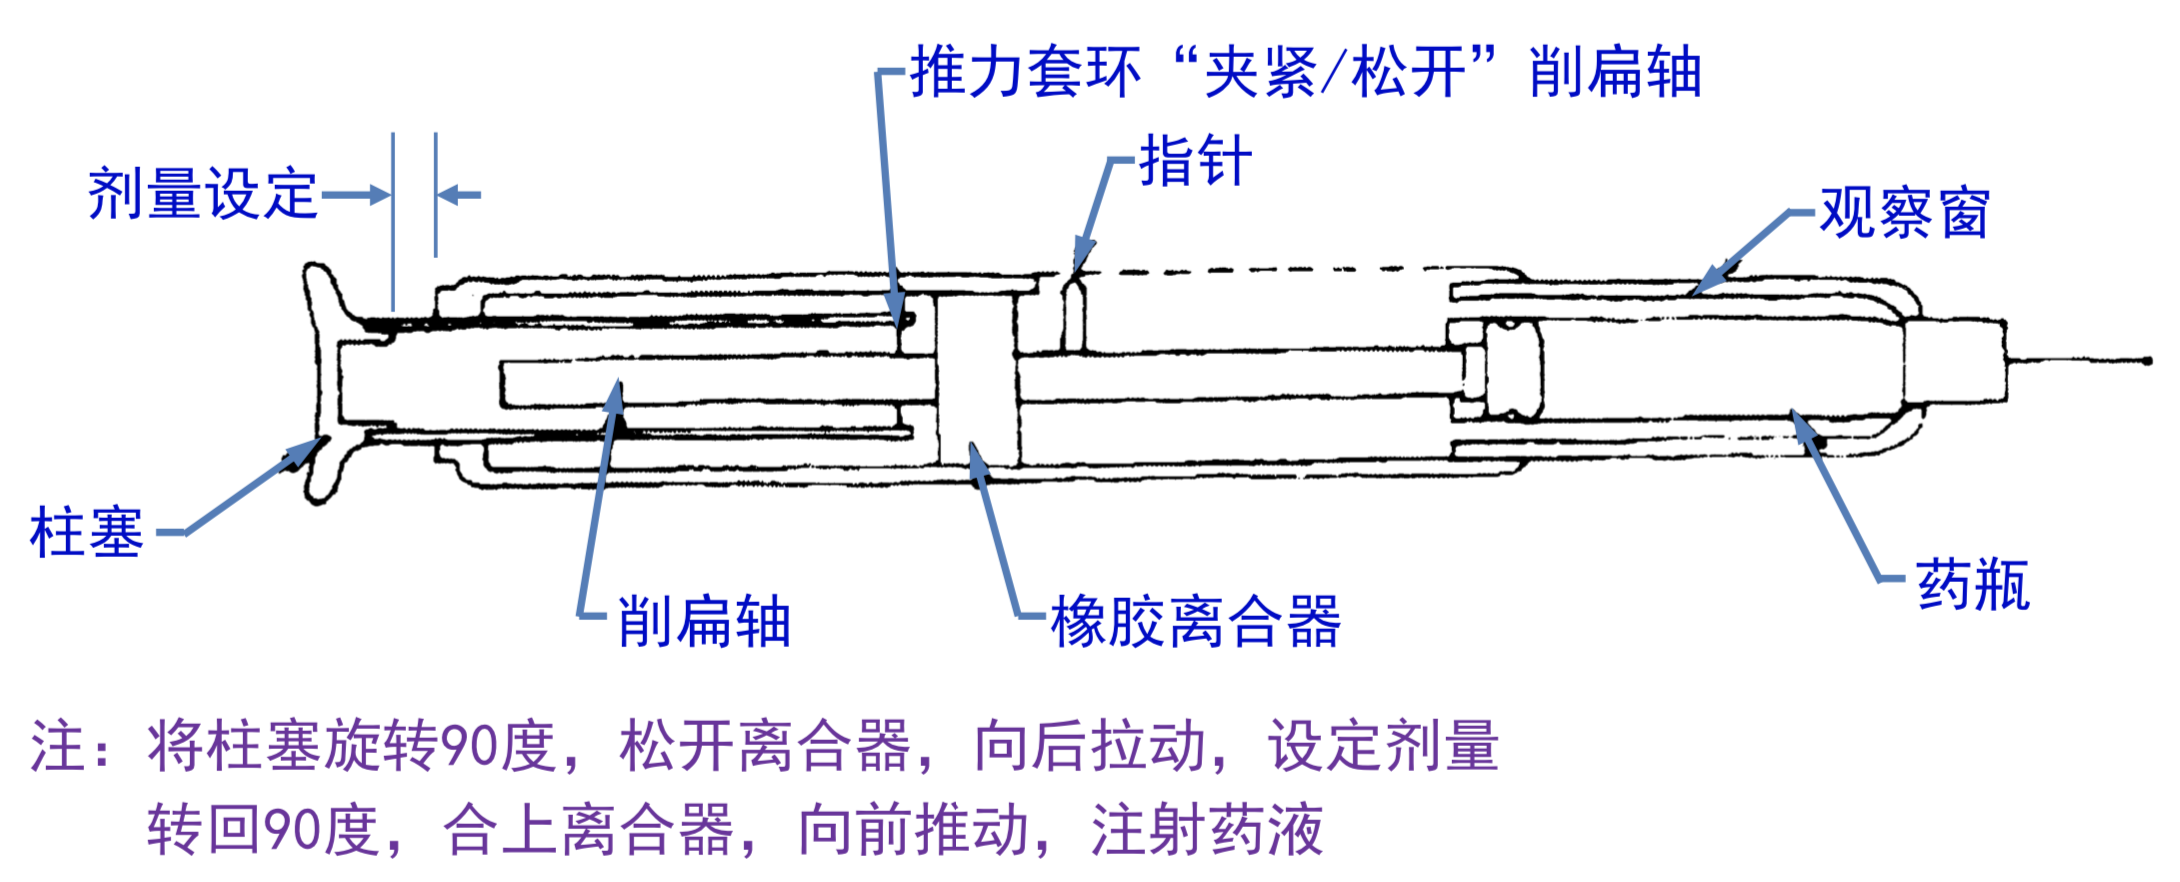 推力套环“夹紧/松开”削扁轴
指针
剂量设定
观察窗
柱塞
削扁轴
橡胶离合器
药瓶
注：将柱塞旋转90度，松开离合器，向后拉动，设定剂量
转回90度，合上离合器，向前推动，注射药液